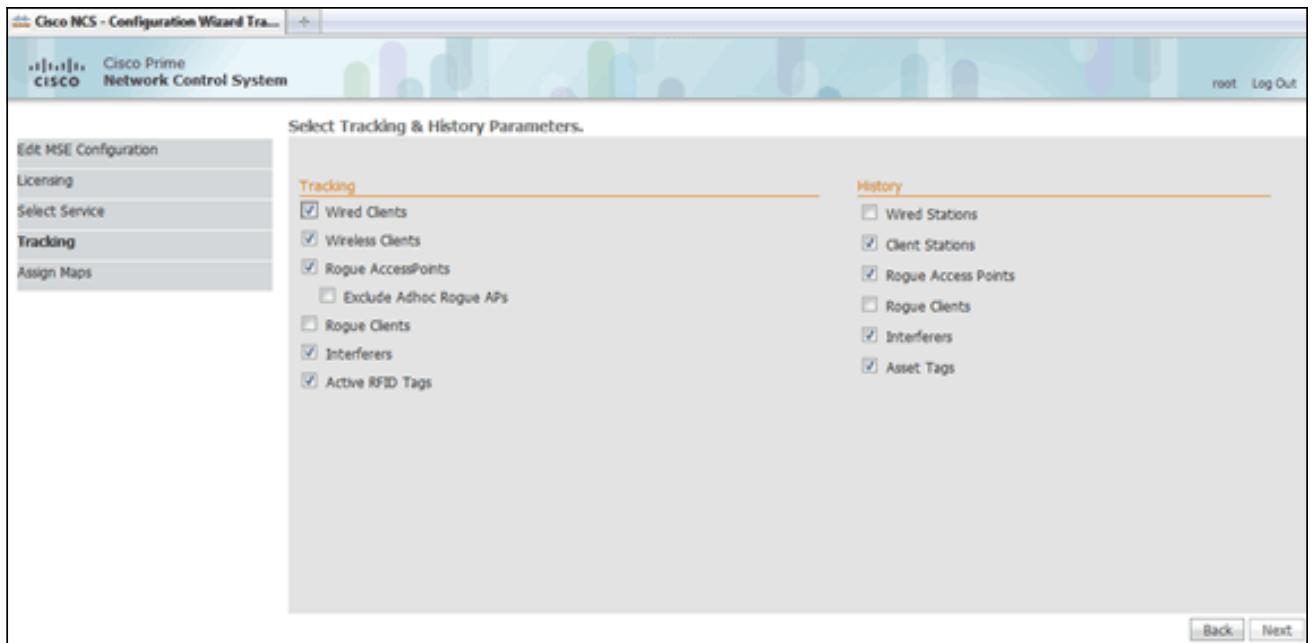 Cisco NCS - Configuration Wizard Tra...
CISCO
Cisco Prime
Network Control System
root Log Out
Select Tracking & History Parameters.
Edit MSE Configuration
Licensing
Select Service
Tracking
Assign Maps
Tracking
Wired Clients
Wireless Clients
Rogue AccessPoints
Exclude Adhoc Rogue APs
Rogue Clients
Interferers
Active RFID Tags
History
Wired Stations
Client Stations
Rogue Access Points
Rogue Clients
Interferers
Asset Tags
Back Next